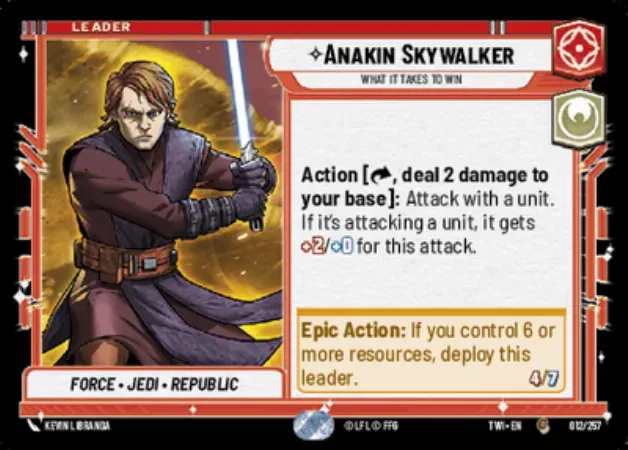 LEADER
✧ANAKIN SKYWALKER
WHAT IT TAKES TO WIN
Action [, deal 2 damage to
your base]: Attack with a unit.
If it's attacking a unit, it gets
+2/+0 for this attack.
Epic Action: If you control 6 or
more resources, deploy this
leader.
4/7
FORCE • JEDI • REPUBLIC
KEVIN LIBRANDA
© LFL © FFG
TWI • EN
C
012/257